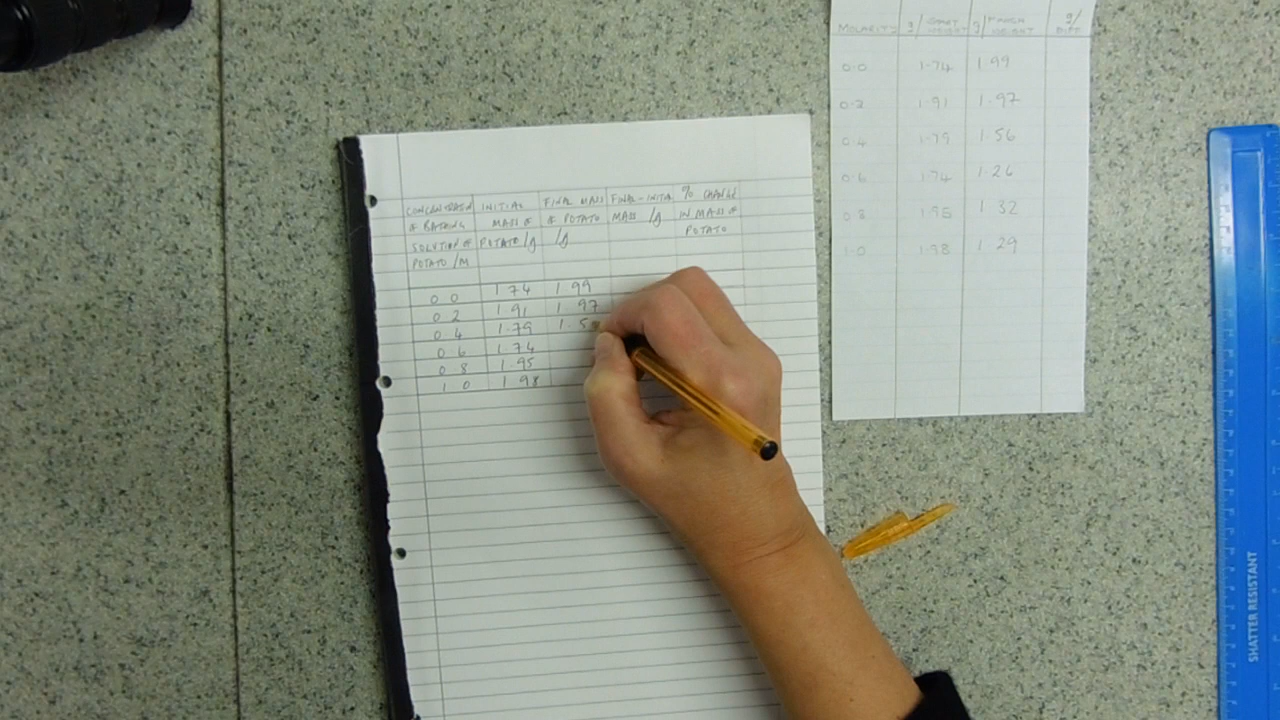 CONCENTRATION INITIAL FINAL MASS FINAL-INITIAL % CHANGE
OF BATHING MASS OF OF POTATO MASS /g IN MASS OF
SOLUTION OF POTATO/g /g POTATO
POTATO /M
0.0 1.74 1.99
0.2 1.91 1.97
0.4 1.79 1.5
0.6 1.74
0.8 1.95
1.0 1.98
MOLARITY g/ START WEIGHT g/ FINISH WEIGHT g/ DIFF
0.0 1.74 1.99
0.2 1.91 1.97
0.4 1.79 1.56
0.6 1.74 1.26
0.8 1.95 1.32
1.0 1.98 1.29
SHATTER RESISTANT